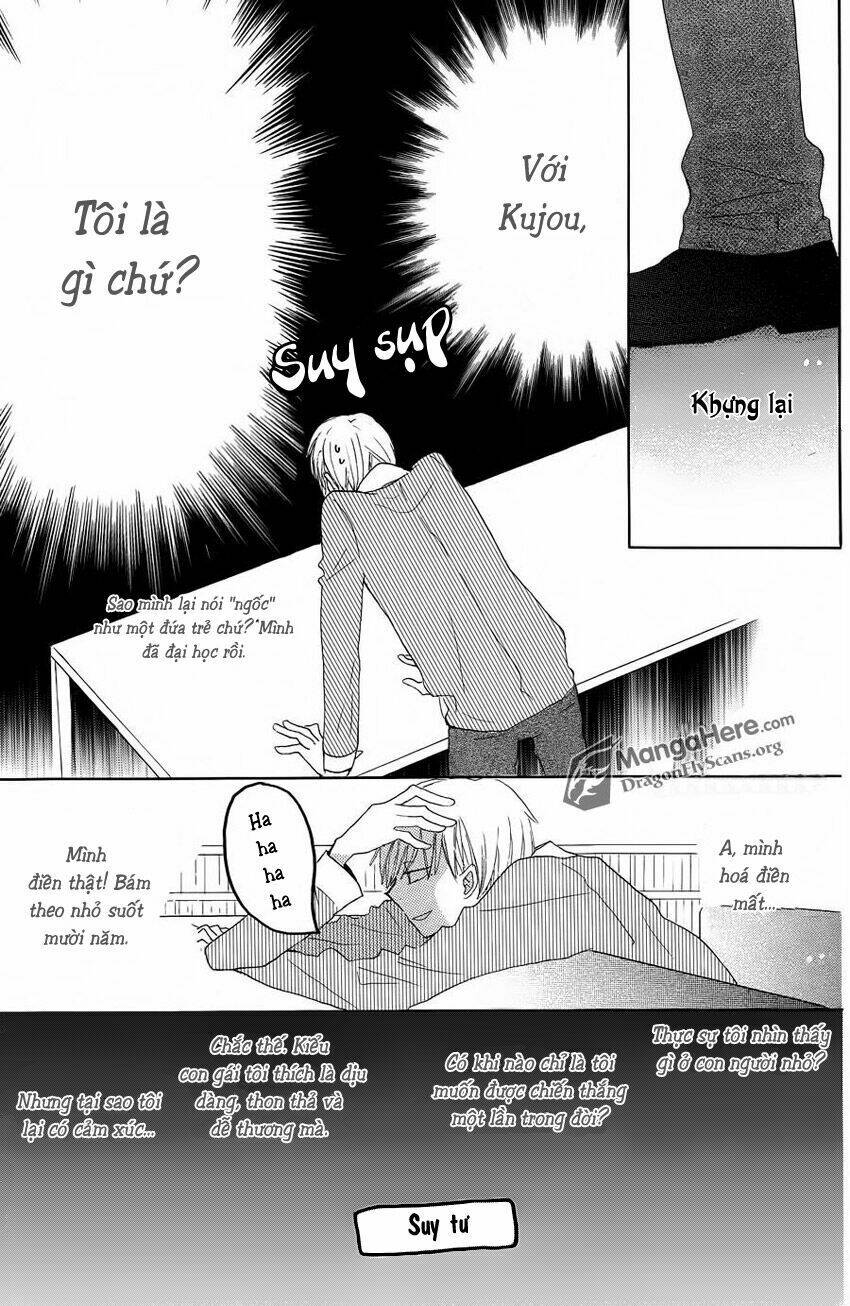 Khựng lại
Với
Kujou,
Tôi là
gì chứ?
Suy sụp
Sao mình lại nói "ngốc"
như một đứa trẻ chứ? Mình
đã đại học rồi.
MangaHere.com
DragonFlyScans.org
A, mình
hoá điên
mất...
Ha
ha
ha
ha
Mình
điên thật! Bám
theo nhỏ suốt
mười năm.
Thực sự tôi nhìn thấy
gì ở con người nhỏ?
Có khi nào chỉ là tôi
muốn được chiến thắng
một lần trong đời?
Chắc thế. Kiểu
con gái tôi thích là dịu
dàng, thon thả và
dễ thương mà.
Nhưng tại sao tôi
lại có cảm xúc...
Suy tư